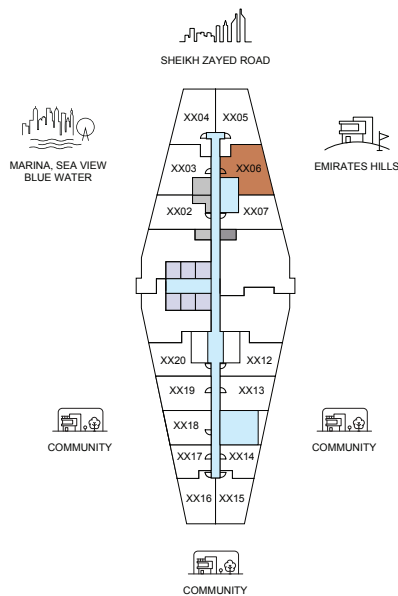 SHEIKH ZAYED ROAD
XX04
XX05
MARINA, SEA VIEW
BLUE WATER
XX03
XX06
EMIRATES HILLS
XX02
XX07
XX20
XX12
XX19
XX13
XX18
COMMUNITY
COMMUNITY
XX17
XX14
XX16
XX15
COMMUNITY